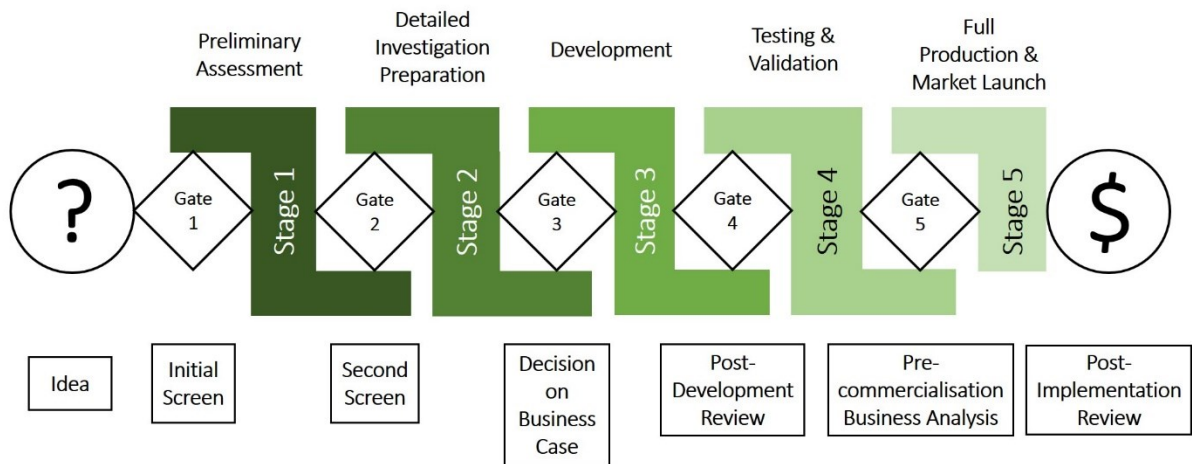 Preliminary
Assessment
Detailed
Investigation
Preparation
Development
Testing &
Validation
Full
Production &
Market Launch
?
Gate
1
Stage 1
Gate
2
Stage 2
Gate
3
Stage 3
Gate
4
Stage 4
Gate
5
Stage 5
$
Idea
Initial
Screen
Second
Screen
Decision
on
Business
Case
Post-
Development
Review
Pre-
commercialisation
Business Analysis
Post-
Implementation
Review